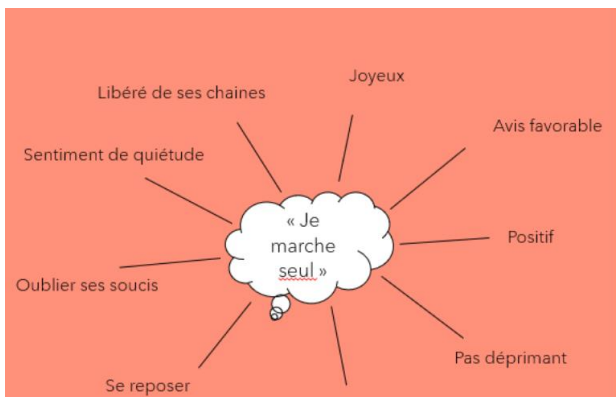 Joyeux
Libéré de ses chaines
Avis favorable
Sentiment de quiétude
« Je
marche
seul »
Positif
Oublier ses soucis
Pas déprimant
Se reposer